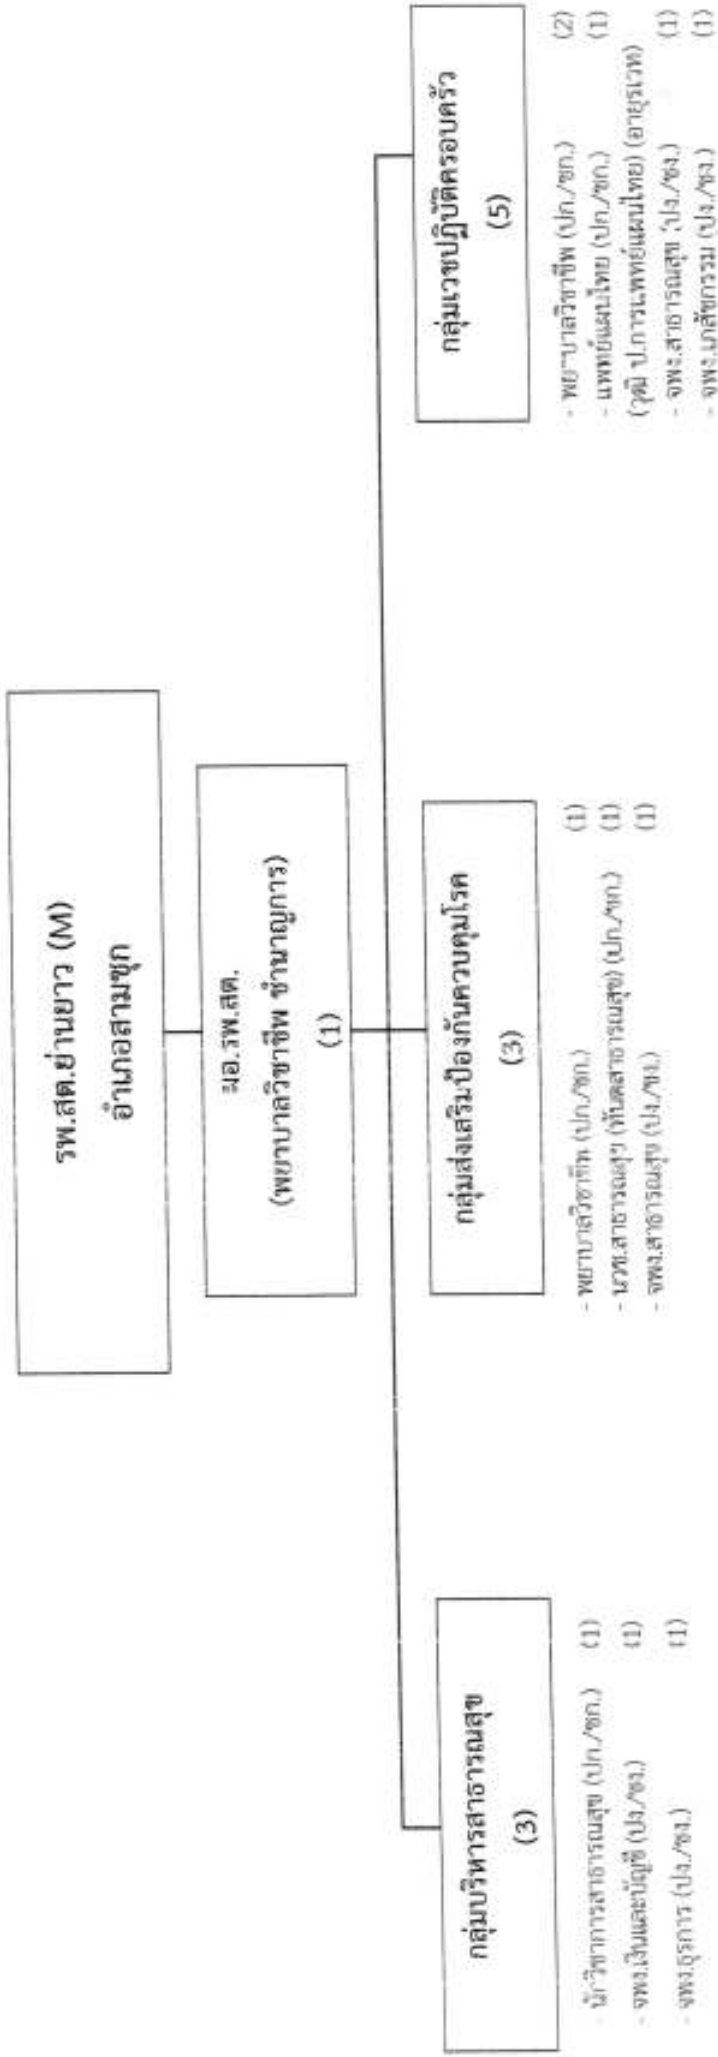 รพ.สต.ย่านยาว (M)
อำเภอสามชุก
ผอ.รพ.สต.
(พยาบาลวิชาชีพ ชำนาญการ)
(1)
กลุ่มบริหารสาธารณสุข
(3)
- นักวิชาการสาธารณสุข (ปก./ชก.) (1)
- จพง.เงินและบัญชี (ปง./ชง.) (1)
- จพง.ธุรการ (ปง./ชง.) (1)
กลุ่มส่งเสริมป้องกันควบคุมโรค
(3)
- พยาบาลวิชาชีพ (ปก./ชก.) (1)
- นวช.สาธารณสุข (ทันตสาธารณสุข) (ปก./ชก.) (1)
- จพง.สาธารณสุข (ปง./ชง.) (1)
กลุ่มเวชปฏิบัติครอบครัว
(5)
- พยาบาลวิชาชีพ (ปก./ชก.) (2)
- แพทย์แผนไทย (ปก./ชก.) (1)
(วุฒิ ป.การแพทย์แผนไทย) (อายุรเวท)
- จพง.สาธารณสุข (ปง./ชง.) (1)
- จพง.เภสัชกรรม (ปง./ชง.) (1)